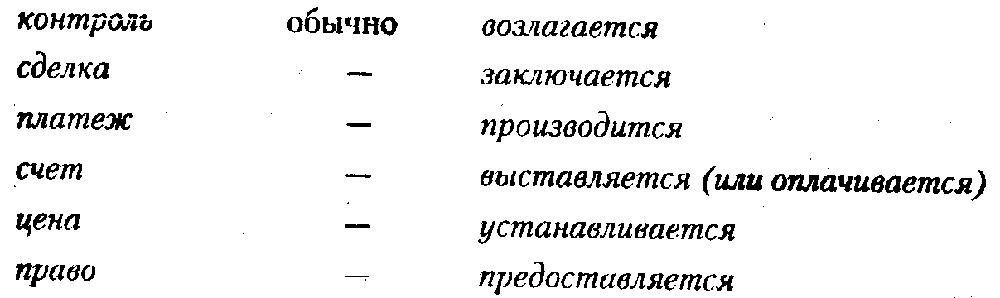 контроль обычно возлагается
сделка — заключается
платеж — производится
счет — выставляется (или оплачивается)
цена — устанавливается
право — предоставляется